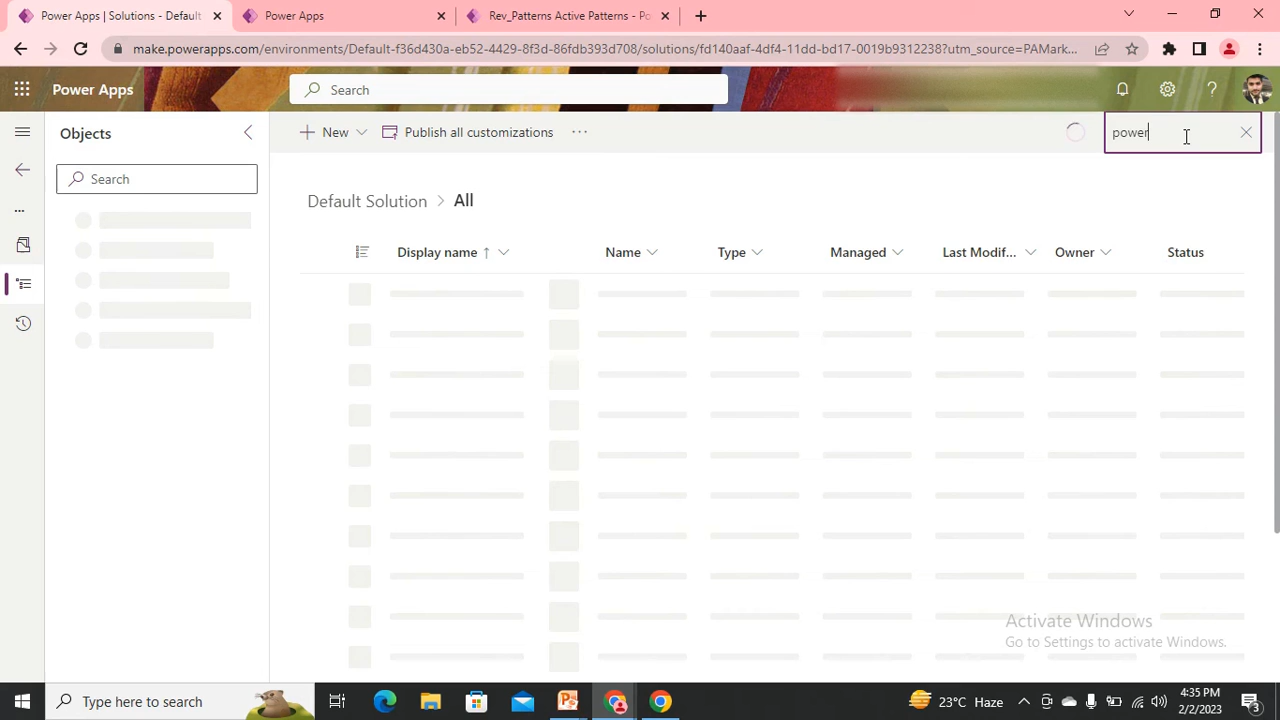 Power Apps | Solutions - Default
Power Apps
Rev_Patterns Active Patterns - Po
make.powerapps.com/environments/Default-f36d430a-eb52-4429-8f3d-86fdb393d708/solutions/fd140aaf-4df4-11dd-bd17-0019b9312238?utm_source=PAMark...
Power Apps
Search
Objects
New
Publish all customizations
...
power
Search
Default Solution > All
Display name ↑
Name
Type
Managed
Last Modif...
Owner
Status
Activate Windows
Go to Settings to activate Windows.
Type here to search
23°C Haze
4:35 PM
2/2/2023
3